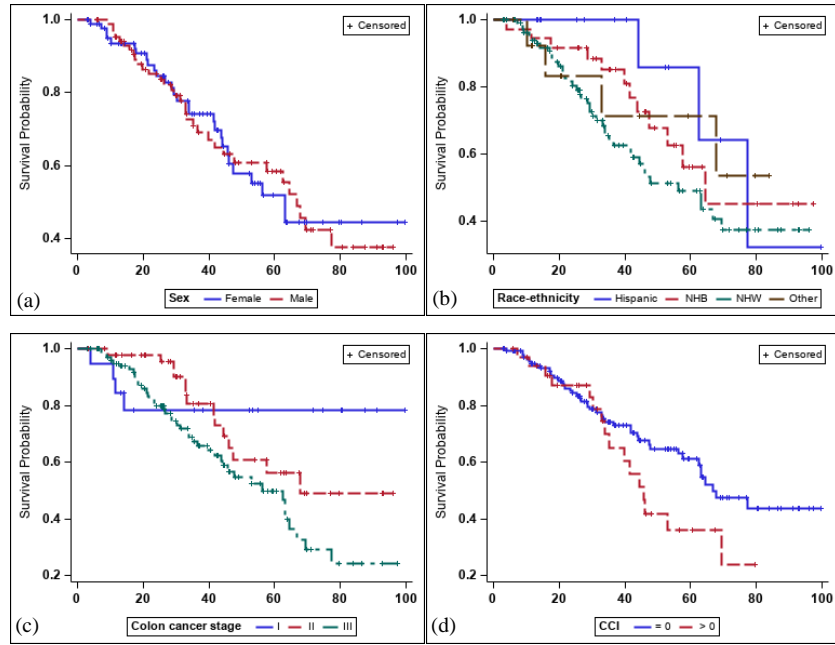 + Censored
Survival Probability
1.0
0.8
0.6
0.4
0 20 40 60 80 100
(a)
Sex Female Male
+ Censored
Survival Probability
1.0
0.8
0.6
0.4
0 20 40 60 80 100
(b)
Race-ethnicity Hispanic NHB NHW Other
+ Censored
Survival Probability
1.0
0.8
0.6
0.4
0.2
0 20 40 60 80 100
(c)
Colon cancer stage I II III
+ Censored
Survival Probability
1.0
0.8
0.6
0.4
0.2
0 20 40 60 80 100
(d)
CCI = 0 > 0